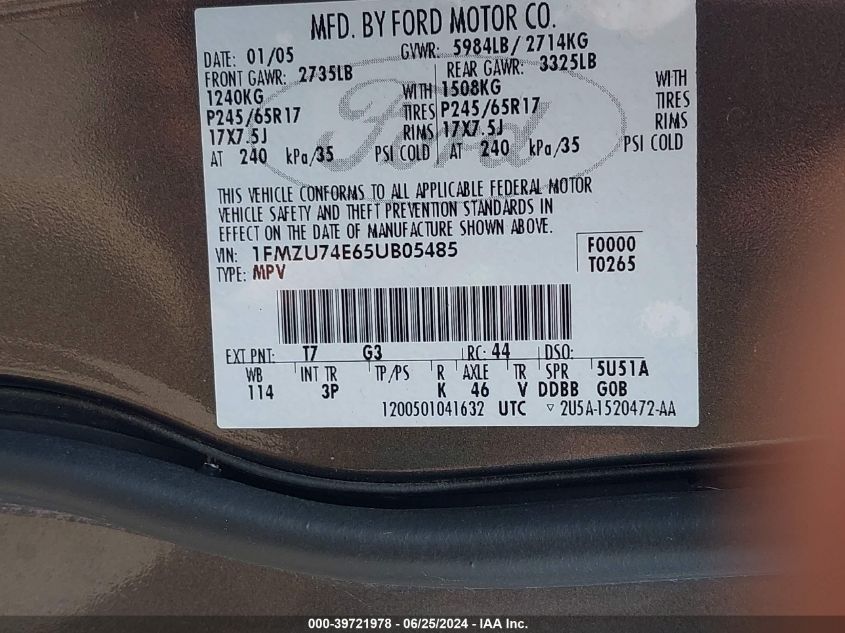 MFD. BY FORD MOTOR CO.
DATE: 01/05 GVWR: 5984LB/ 2714KG
FRONT GAWR: 2735LB REAR GAWR: 3325LB
1240KG WITH 1508KG WITH
P245/65R17 TIRES P245/65R17 TIRES
17X7.5J RIMS 17X7.5J RIMS
AT 240 kPa/35 PSI COLD AT 240 kPa/35 PSI COLD
Ford
THIS VEHICLE CONFORMS TO ALL APPLICABLE FEDERAL MOTOR
VEHICLE SAFETY AND THEFT PREVENTION STANDARDS IN
EFFECT ON THE DATE OF MANUFACTURE SHOWN ABOVE.
VIN: 1FMZU74E65UB05485 F0000
TYPE: MPV T0265
EXT PNT: T7 G3 RC: 44 DSO:
WB INT TR TP/PS R AXLE TR SPR 5U51A
114 3P K 46 V DDBB G0B
1200501041632 UTC ▽ 2U5A-1520472-AA
000-39721978 - 06/25/2024 - IAA Inc.